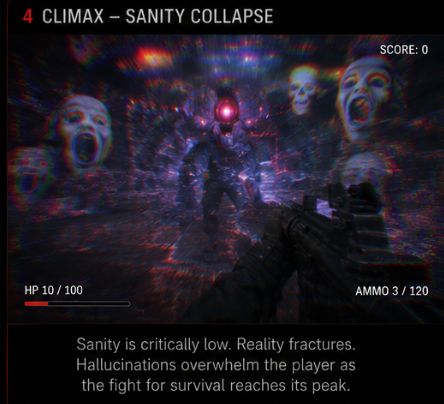 4 CLIMAX – SANITY COLLAPSE
SCORE: 0
HP 10 / 100
AMMO 3 / 120
Sanity is critically low. Reality fractures.
Hallucinations overwhelm the player as
the fight for survival reaches its peak.